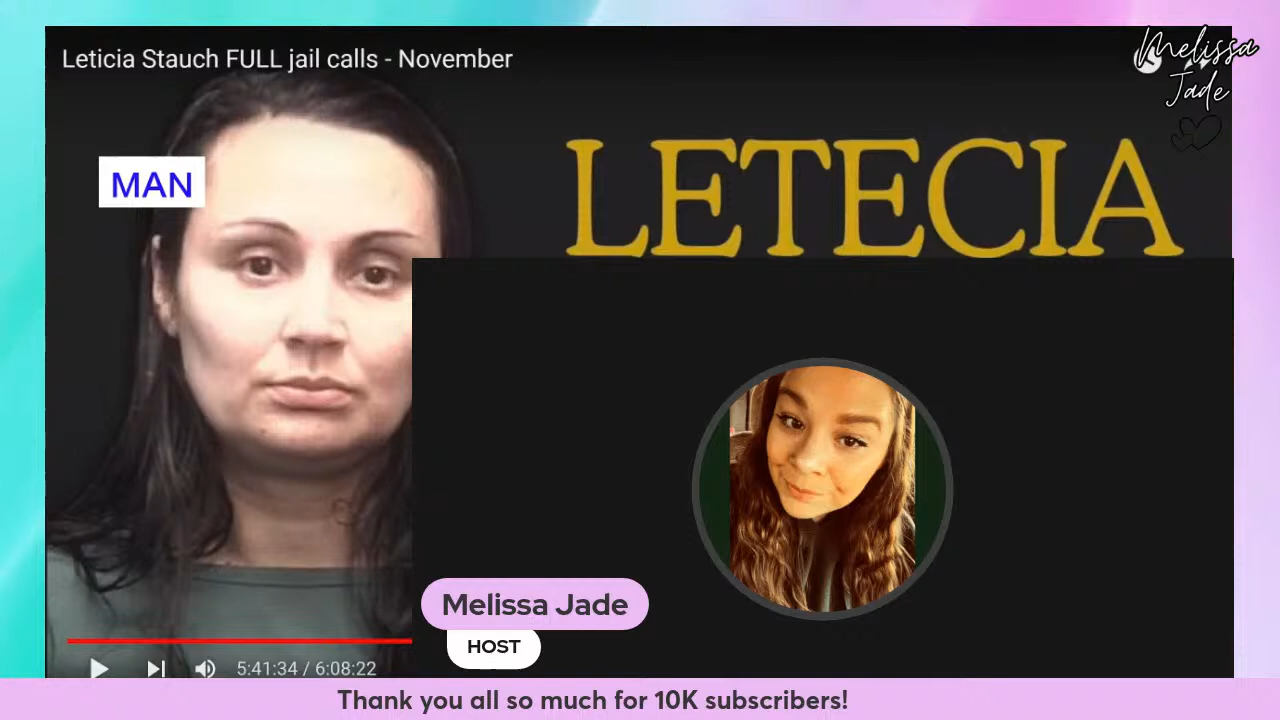 Leticia Stauch FULL jail calls - November
Melissa
Jade
MAN
LETECIA
Melissa Jade
HOST
5:41:34 / 6:08:22
Thank you all so much for 10K subscribers!